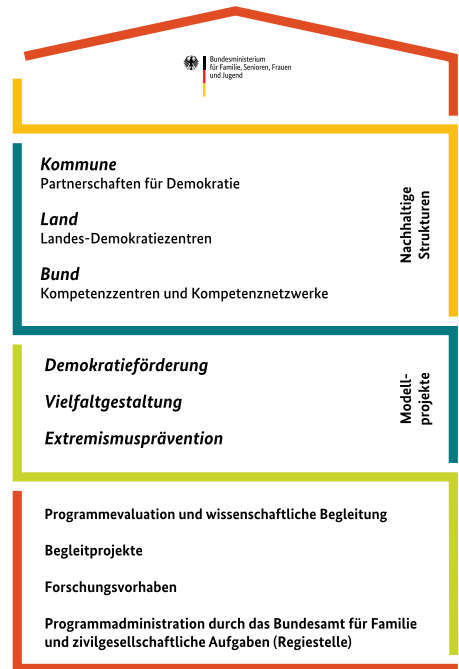 Bundesministerium
für Familie, Senioren, Frauen
und Jugend
Kommune
Partnerschaften für Demokratie
Land
Landes-Demokratiezentren
Bund
Kompetenzzentren und Kompetenznetzwerke
Nachhaltige
Strukturen
Demokratieförderung
Vielfaltgestaltung
Extremismusprävention
Modell-
projekte
Programmevaluation und wissenschaftliche Begleitung
Begleitprojekte
Forschungsvorhaben
Programmadministration durch das Bundesamt für Familie
und zivilgesellschaftliche Aufgaben (Regiestelle)